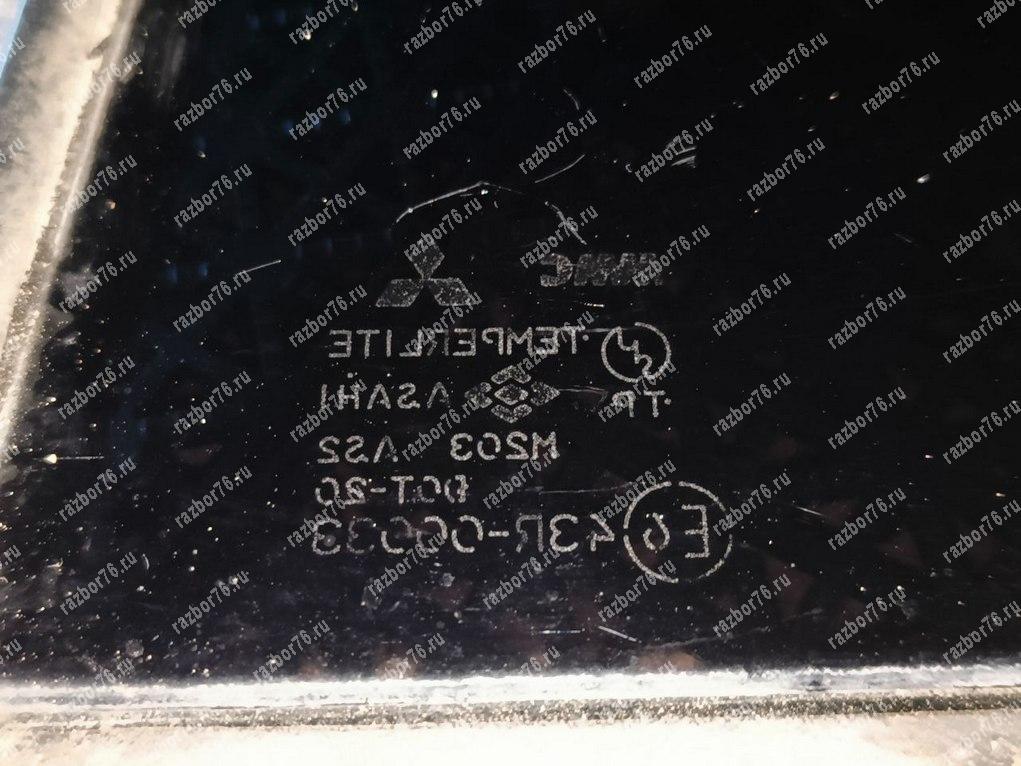 MMC
TEMPERLITE
TP ASAHI
M203 AS2
DOT-20
E6 43R-00033
razbor76.ru